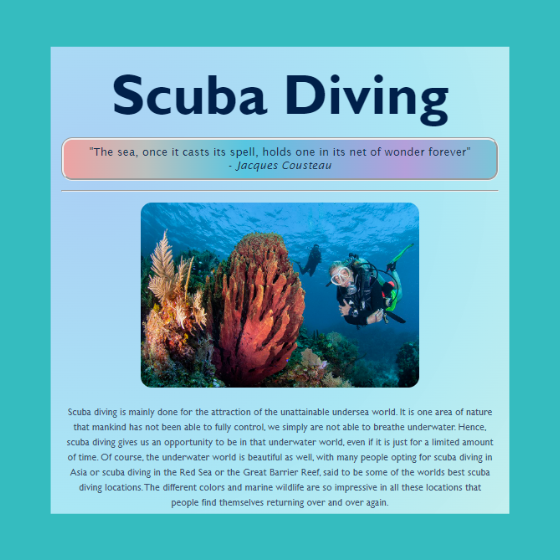 Scuba Diving
"The sea, once it casts its spell, holds one in its net of wonder forever"
- Jacques Cousteau
Scuba diving is mainly done for the attraction of the unattainable undersea world. It is one area of nature
that mankind has not been able to fully control, we simply are not able to breathe underwater. Hence,
scuba diving gives us an opportunity to be in that underwater world, even if it is just for a limited amount
of time. Of course, the underwater world is beautiful as well, with many people opting for scuba diving in
Asia or scuba diving in the Red Sea or the Great Barrier Reef, said to be some of the worlds best scuba
diving locations. The different colors and marine wildlife are so impressive in all these locations that
people find themselves returning over and over again.